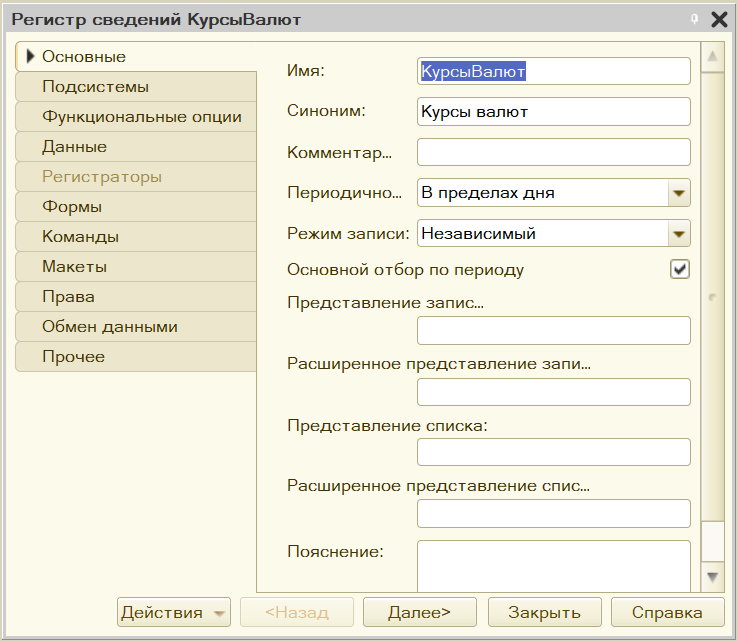 Регистр сведений КурсыВалют
Основные
Подсистемы
Функциональные опции
Данные
Регистраторы
Формы
Команды
Макеты
Права
Обмен данными
Прочее
Имя: КурсыВалют
Синоним: Курсы валют
Комментар...
Периодично... В пределах дня
Режим записи: Независимый
Основной отбор по периоду
Представление запис...
Расширенное представление запи...
Представление списка:
Расширенное представление спис...
Пояснение:
Действия <Назад Далее> Закрыть Справка